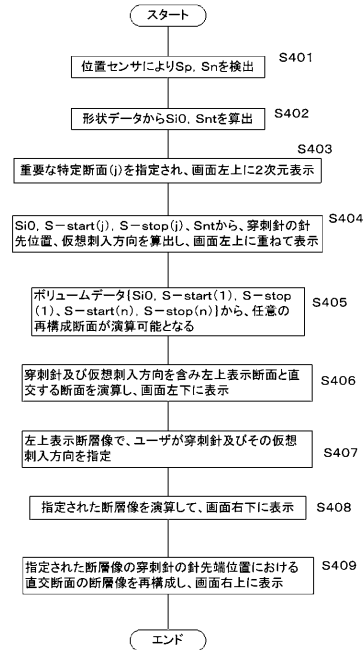 スタート
位置センサによりSp, Snを検出
S401
形状データからSi0, Sntを算出
S402
重要な特定断面(j)を指定され、画面左上に2次元表示
S403
Si0, S-start(j), S-stop(j)、Sntから、穿刺針の針
先位置、仮想刺入方向を算出し、画面左上に重ねて表示
S404
ボリュームデータ{Si0, S-start(1), S-stop
(1)、S-start(n), S-stop(n)}から、任意の
再構成断面が演算可能となる
S405
穿刺針及び仮想刺入方向を含み左上表示断面と直
交する断面を演算し、画面左下に表示
S406
左上表示断層像で、ユーザが穿刺針及びその仮想
刺入方向を指定
S407
指定された断層像を演算して、画面右下に表示
S408
指定された断層像の穿刺針の針先端位置における
直交断面の断層像を再構成し、画面右上に表示
S409
エンド